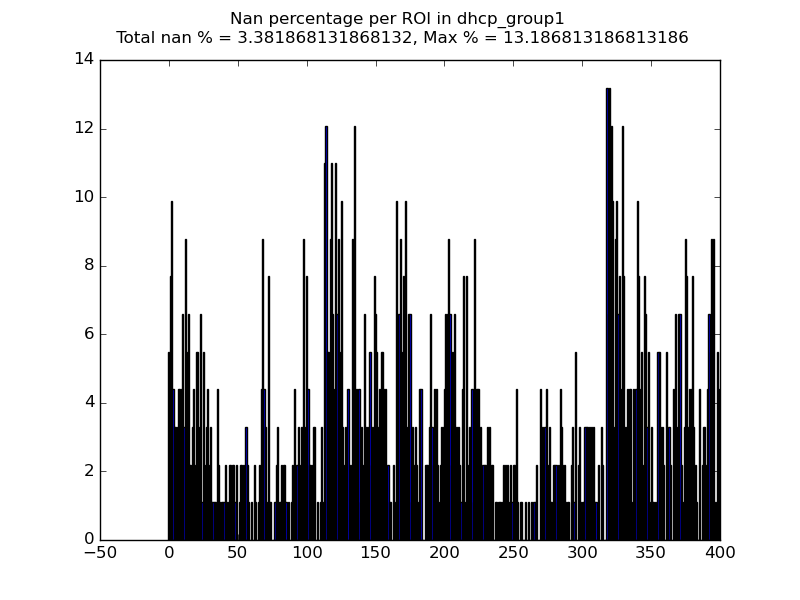 Nan percentage per ROI in dhcp_group1
Total nan % = 3.381868131868132, Max % = 13.186813186813186
14
12
10
8
6
4
2
0
−50 0 50 100 150 200 250 300 350 400